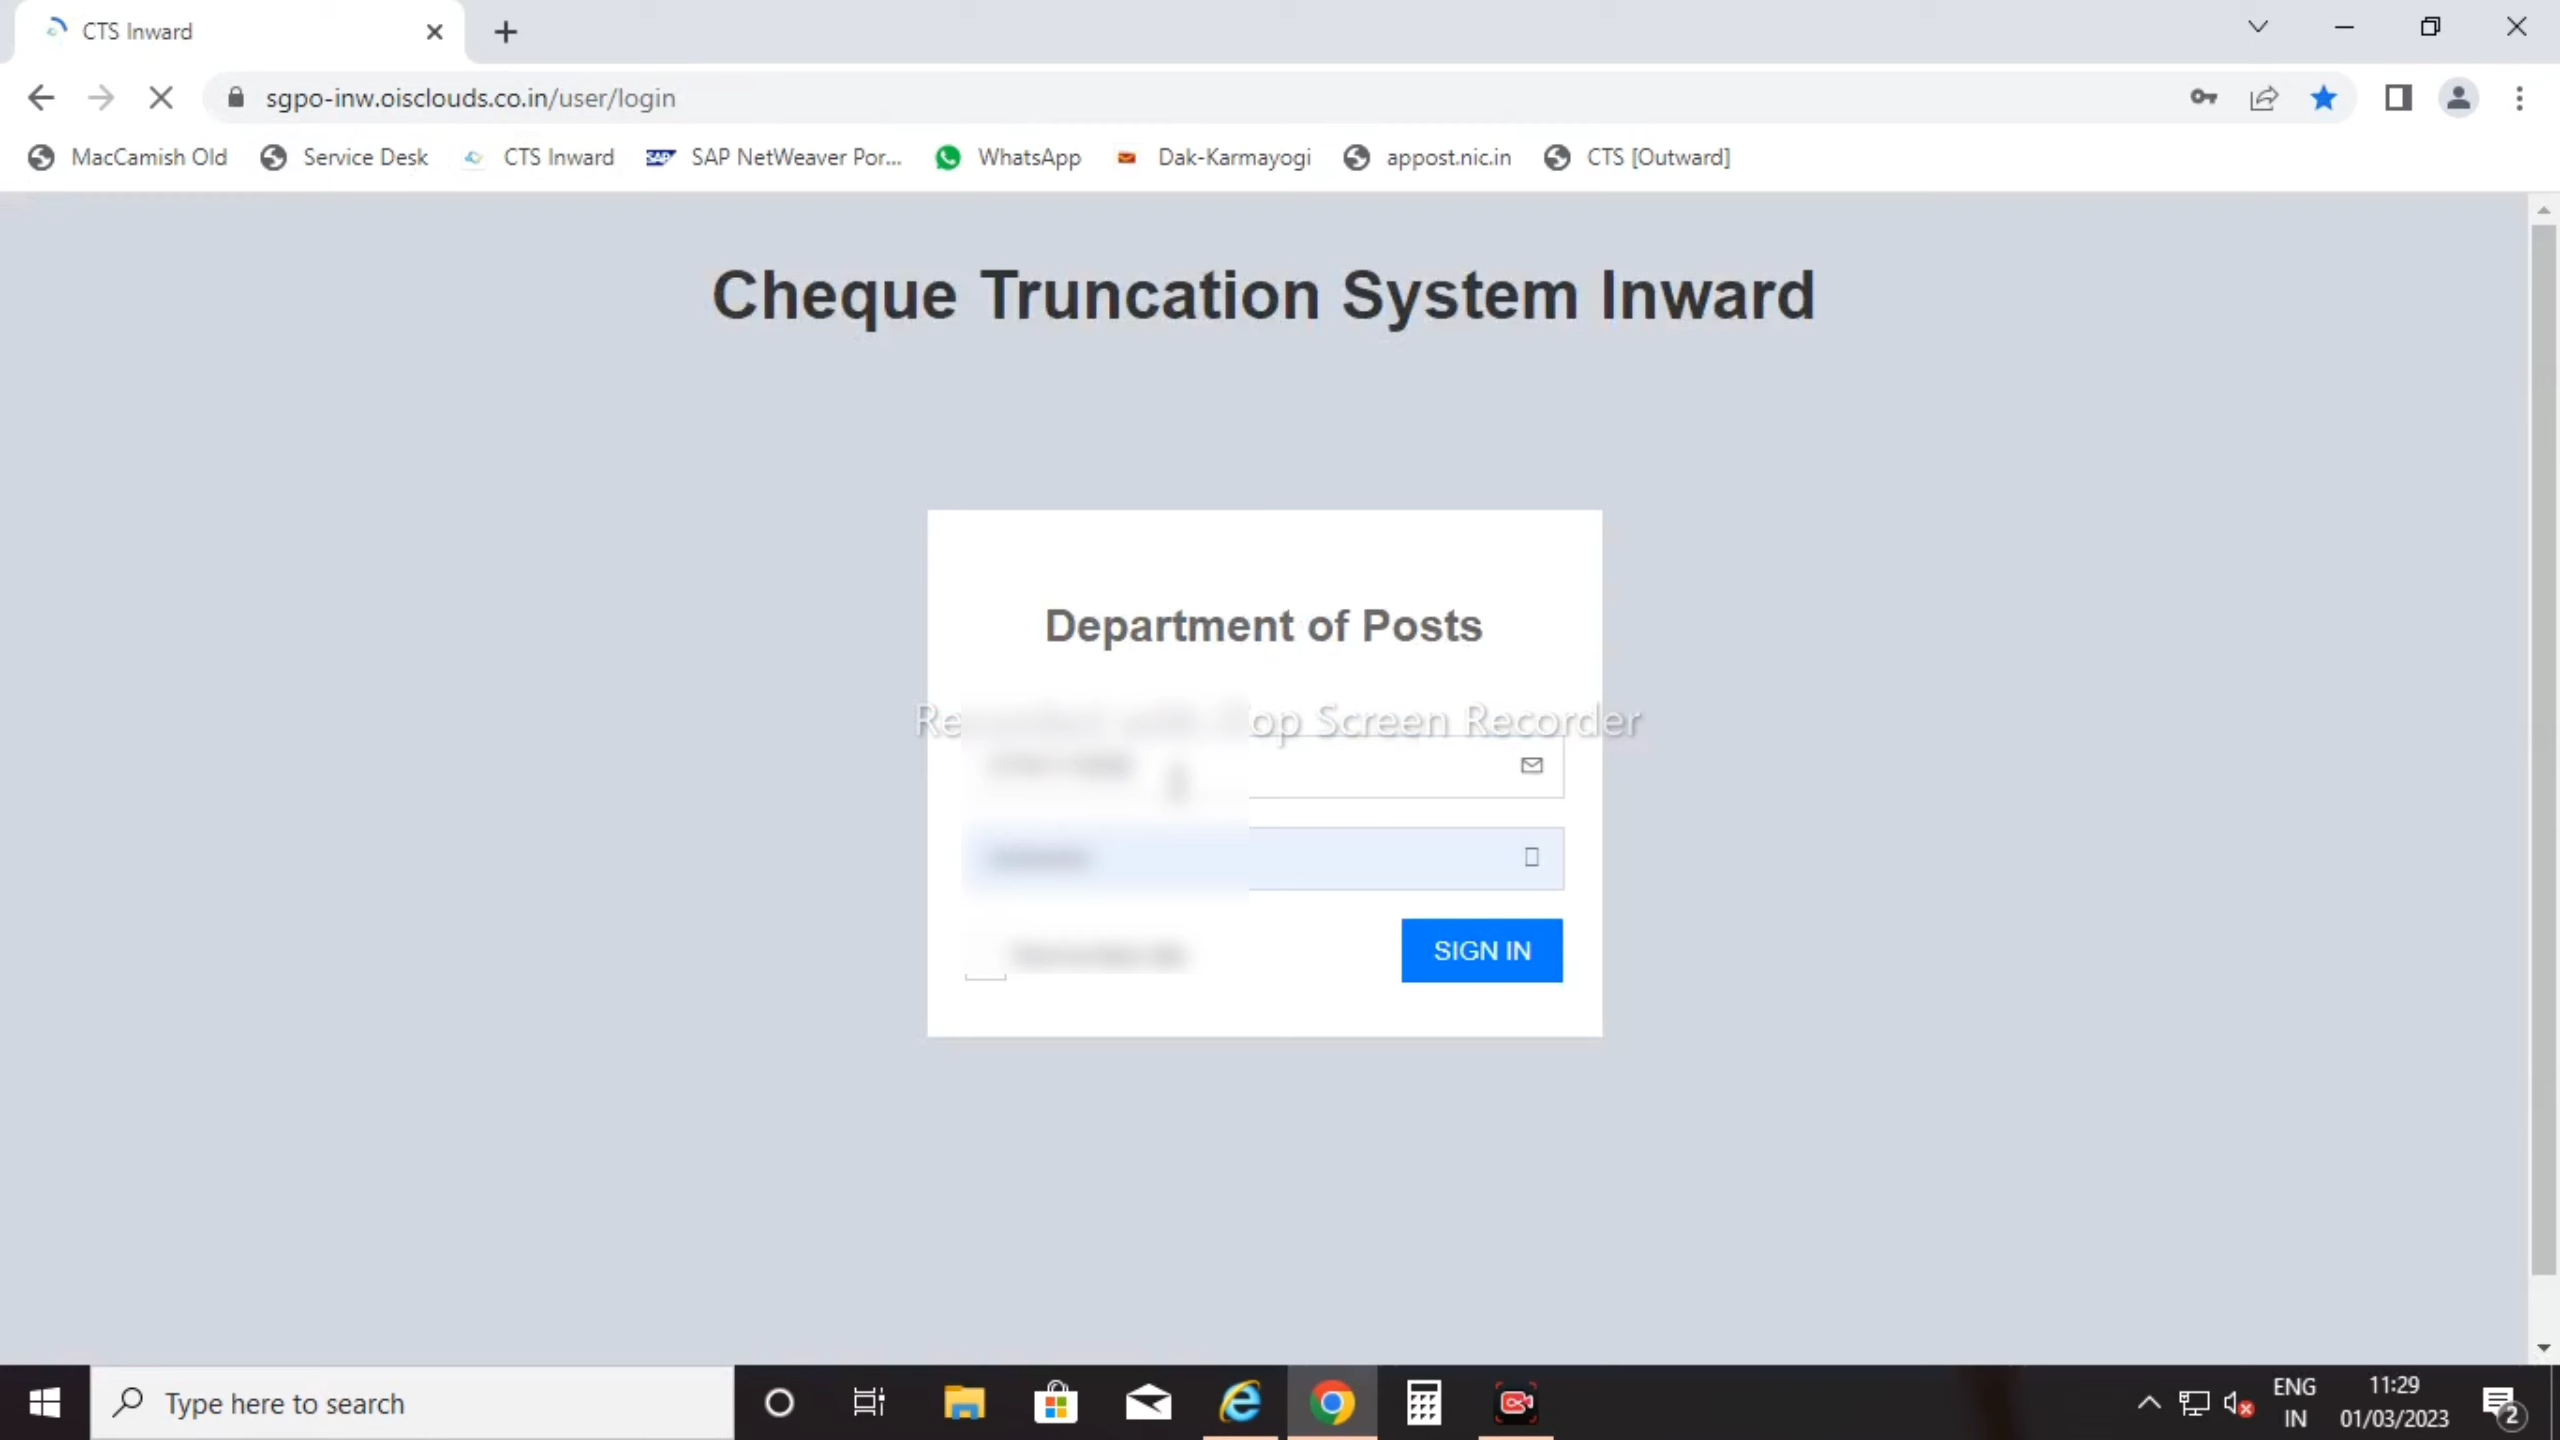 CTS Inward
sgpo-inw.oisclouds.co.in/user/login
MacCamish Old
Service Desk
CTS Inward
SAP NetWeaver Por...
WhatsApp
Dak-Karmayogi
appost.nic.in
CTS [Outward]
Cheque Truncation System Inward
Department of Posts
Screen Recorder
SIGN IN
Type here to search
ENG
IN
11:29
01/03/2023
2